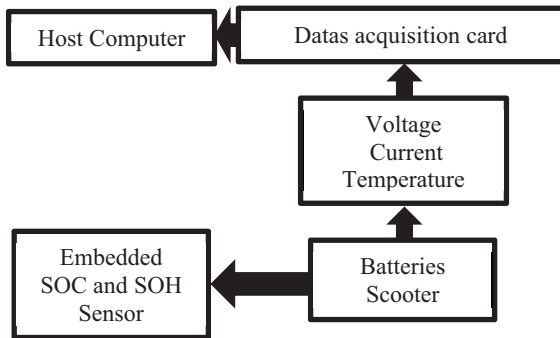 Host Computer
Datas acquisition card
Voltage
Current
Temperature
Embedded
SOC and SOH
Sensor
Batteries
Scooter